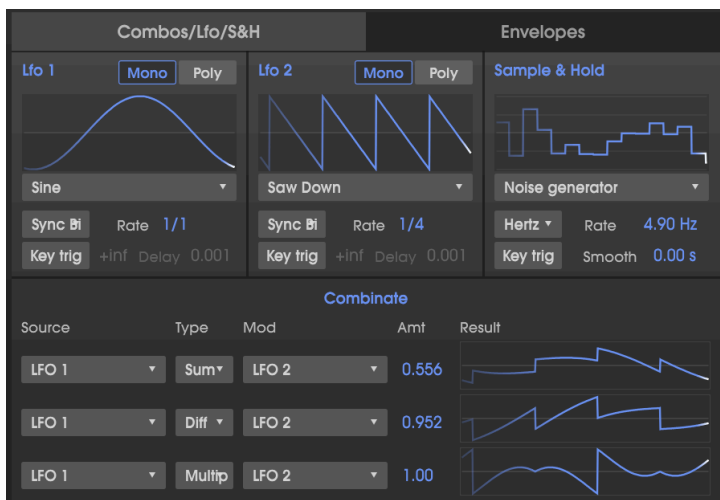 Combos/Lfo/S&H Envelopes
Lfo 1 Mono Poly Lfo 2 Mono Poly Sample & Hold
Sine Saw Down Noise generator
Sync Bi Rate 1/1 Sync Bi Rate 1/4 Hertz Rate 4.90 Hz
Key trig +inf Delay 0.001 Key trig +inf Delay 0.001 Key trig Smooth 0.00 s
Combinate
Source Type Mod Amt Result
LFO 1 Sum LFO 2 0.556
LFO 1 Diff LFO 2 0.952
LFO 1 Multip LFO 2 1.00